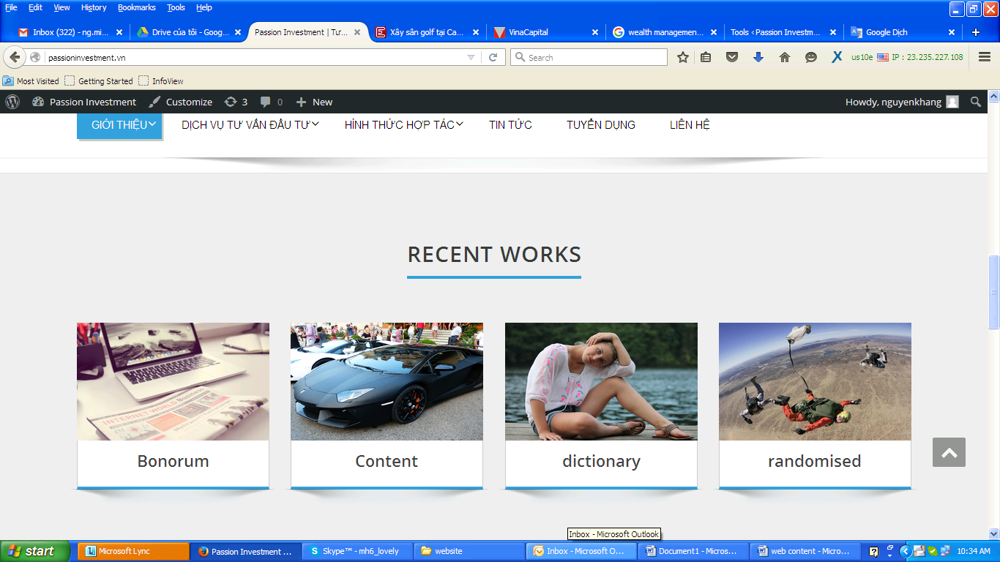 File Edit View History Bookmarks Tools Help
Inbox (322) - ng.mi... Drive của tôi - Goog... Passion Investment | Tư... Xây sân golf tại Ca... VinaCapital wealth managemen... Tools ‹ Passion Investm... Google Dịch
passioninvestment.vn Search us10e IP : 23.235.227.108
Most Visited Getting Started InfoView
Passion Investment Customize 3 0 New Howdy, nguyenkhang
GIỚI THIỆU DỊCH VỤ TƯ VẤN ĐẦU TƯ HÌNH THỨC HỢP TÁC TIN TỨC TUYỂN DỤNG LIÊN HỆ
RECENT WORKS
INTERNET WORLD Business
Bonorum Content dictionary randomised
Inbox - Microsoft Outlook
start Microsoft Lync Passion Investment ... Skype™ - mh6_lovely website Inbox - Microsoft O... Document1 - Micros... web content - Micro... 10:34 AM